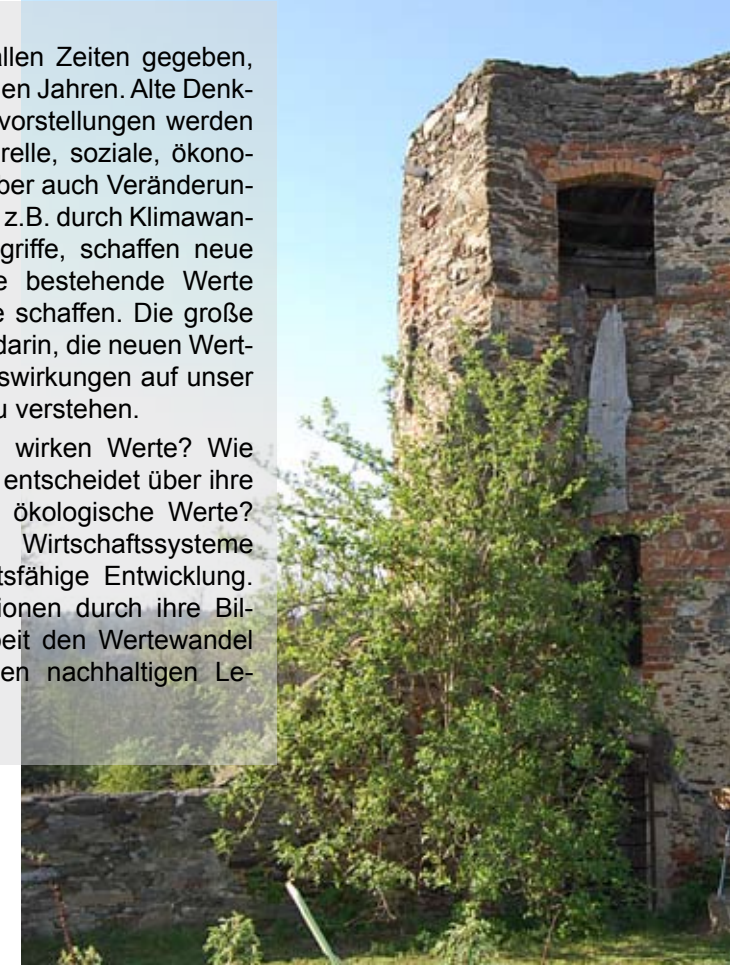 allen Zeiten gegeben,
en Jahren. Alte Denk-
vorstellungen werden
relle, soziale, ökono-
ber auch Veränderun-
z.B. durch Klimawan-
griffe, schaffen neue
e bestehende Werte
e schaffen. Die große
darin, die neuen Wert-
swirkungen auf unser
u verstehen.
wirken Werte? Wie
entscheidet über ihre
ökologische Werte?
Wirtschaftssysteme
tsfähige Entwicklung.
ionen durch ihre Bil-
beit den Wertewandel
en nachhaltigen Le-